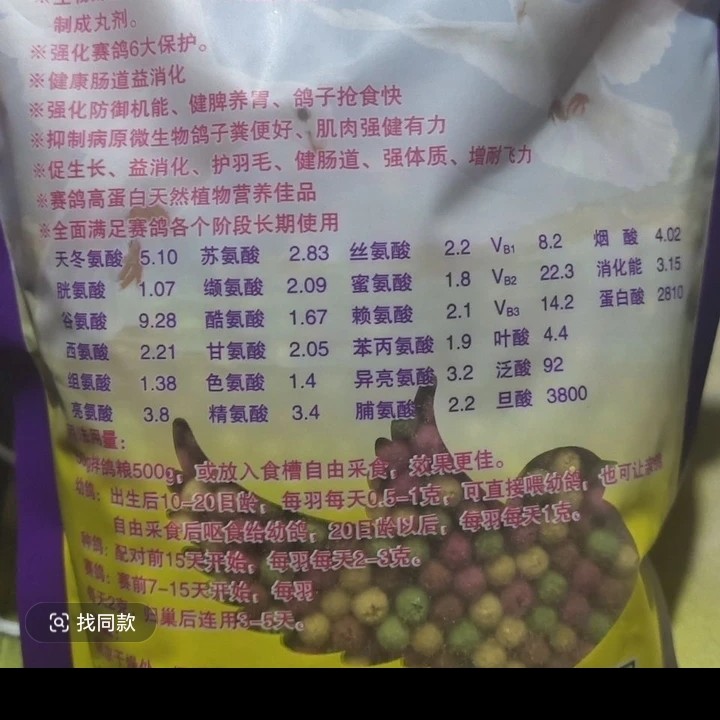 制成丸剂。
※强化赛鸽6大保护。
※健康肠道益消化
※强化防御机能、健脾养胃、鸽子抢食快
※抑制病原微生物鸽子粪便好、肌肉强健有力
※促生长、益消化、护羽毛、健肠道、强体质、增耐飞力
※赛鸽高蛋白天然植物营养佳品
※全面满足赛鸽各个阶段长期使用
天冬氨酸 5.10 苏氨酸 2.83 丝氨酸 2.2 VB1 8.2 烟 酸 4.02
胱氨酸 1.07 缬氨酸 2.09 蜜氨酸 1.8 VB2 22.3 消化能 3.15
谷氨酸 9.28 酷氨酸 1.67 赖氨酸 2.1 VB3 14.2 蛋白酸 2810
西氨酸 2.21 甘氨酸 2.05 苯丙氨酸 1.9 叶酸 4.4
组氨酸 1.38 色氨酸 1.4 异亮氨酸 3.2 泛酸 92
亮氨酸 3.8 精氨酸 3.4 脯氨酸 2.2 旦酸 3800
鸽粮500g，或放入食槽自由采食，效果更佳。
幼鸽：出生后10-20日龄，每羽每天0.5-1克，可直接喂幼鸽，也可让
自由采食后呕食给幼鸽，20日龄以后，每羽每天1克。
种鸽：配对前15天开始，每羽每天2-3克。
赛鸽：赛前7-15天开始，每羽
归巢后连用3-5天。
找同款